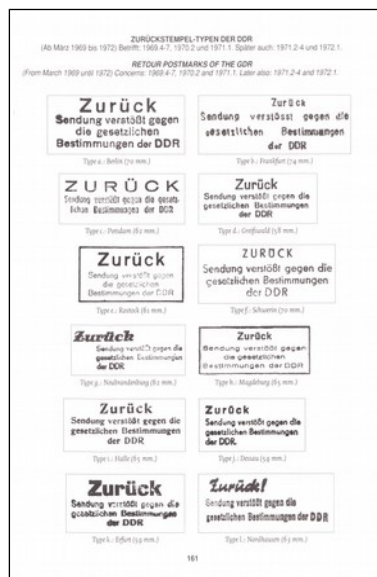 ZURÜCKSTEMPEL-TYPEN DER DDR
(Ab März 1969 bis 1972) Betrifft: 1969.4-7, 1970.2 und 1971.1. Später auch: 1971.2-4 und 1972.1.
RETOUR POSTMARKS OF THE GDR
(From March 1969 until 1972) Concerns: 1969.4-7, 1970.2 and 1971.1. Later also: 1971.2-4 and 1972.1.
Zurück
Sendung verstößt gegen
die gesetzlichen
Bestimmungen der DDR
Type a.: Berlin (70 mm.)
Zurück
Sendung verstösst gegen die
gesetzlichen Bestimmungen
der DDR
Type b.: Frankfurt (74 mm.)
ZURÜCK
Sendung verstößt gegen die gesetz-
lichen Bestimmungen der DDR
Type c.: Potsdam (62 mm.)
Zurück
Sendung verstößt gegen die
gesetzlichen Bestimmungen
der DDR
Type d.: Greifswald (58 mm.)
Zurück
Sendung verstößt gegen
die gesetzlichen
Bestimmungen der DDR
Type e.: Rostock (61 mm.)
ZURÜCK
Sendung verstößt gegen die
gesetzlichen Bestimmungen
der DDR
Type f.: Schwerin (70 mm.)
Zurück
Sendung verstößt gegen die
gesetzlichen Bestimmungen
der DDR
Type g.: Neubrandenburg (62 mm.)
Zurück
Sendung verstößt gegen
die gesetzlichen
Bestimmungen der DDR
Type h.: Magdeburg (65 mm.)
Zurück
Sendung verstößt gegen die
gesetzlichen Bestimmungen
der DDR
Type i.: Halle (65 mm.)
Zurück
Sendung verstößt gegen die
gesetzlichen Bestimmungen
der DDR.
Type j.: Dessau (54 mm.)
Zurück
Sendung verstößt gegen die
gesetzlichen Bestimmungen
der DDR
Type k.: Erfurt (59 mm.)
Zurück!
Sendung verstößt gegen die
gesetzlichen Bestimmungen der DDR
Type l.: Nordhausen (63 mm.)
161